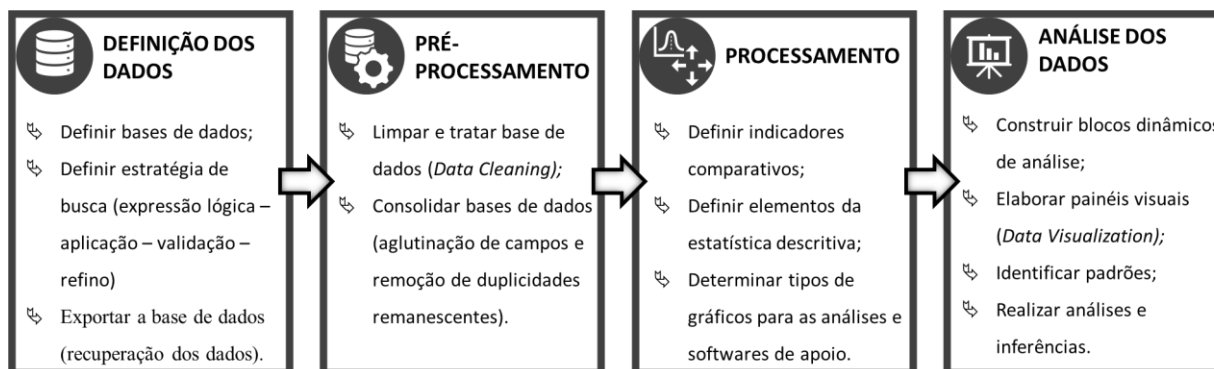 DEFINIÇÃO DOS
DADOS
Definir bases de dados;
Definir estratégia de
busca (expressão lógica –
aplicação – validação –
refino)
Exportar a base de dados
(recuperação dos dados).
PRÉ-
PROCESSAMENTO
Limpar e tratar base de
dados (Data Cleaning);
Consolidar bases de dados
(aglutinação de campos e
remoção de duplicidades
remanescentes).
PROCESSAMENTO
Definir indicadores
comparativos;
Definir elementos da
estatística descritiva;
Determinar tipos de
gráficos para as análises e
softwares de apoio.
ANÁLISE DOS
DADOS
Construir blocos dinâmicos
de análise;
Elaborar painéis visuais
(Data Visualization);
Identificar padrões;
Realizar análises e
inferências.